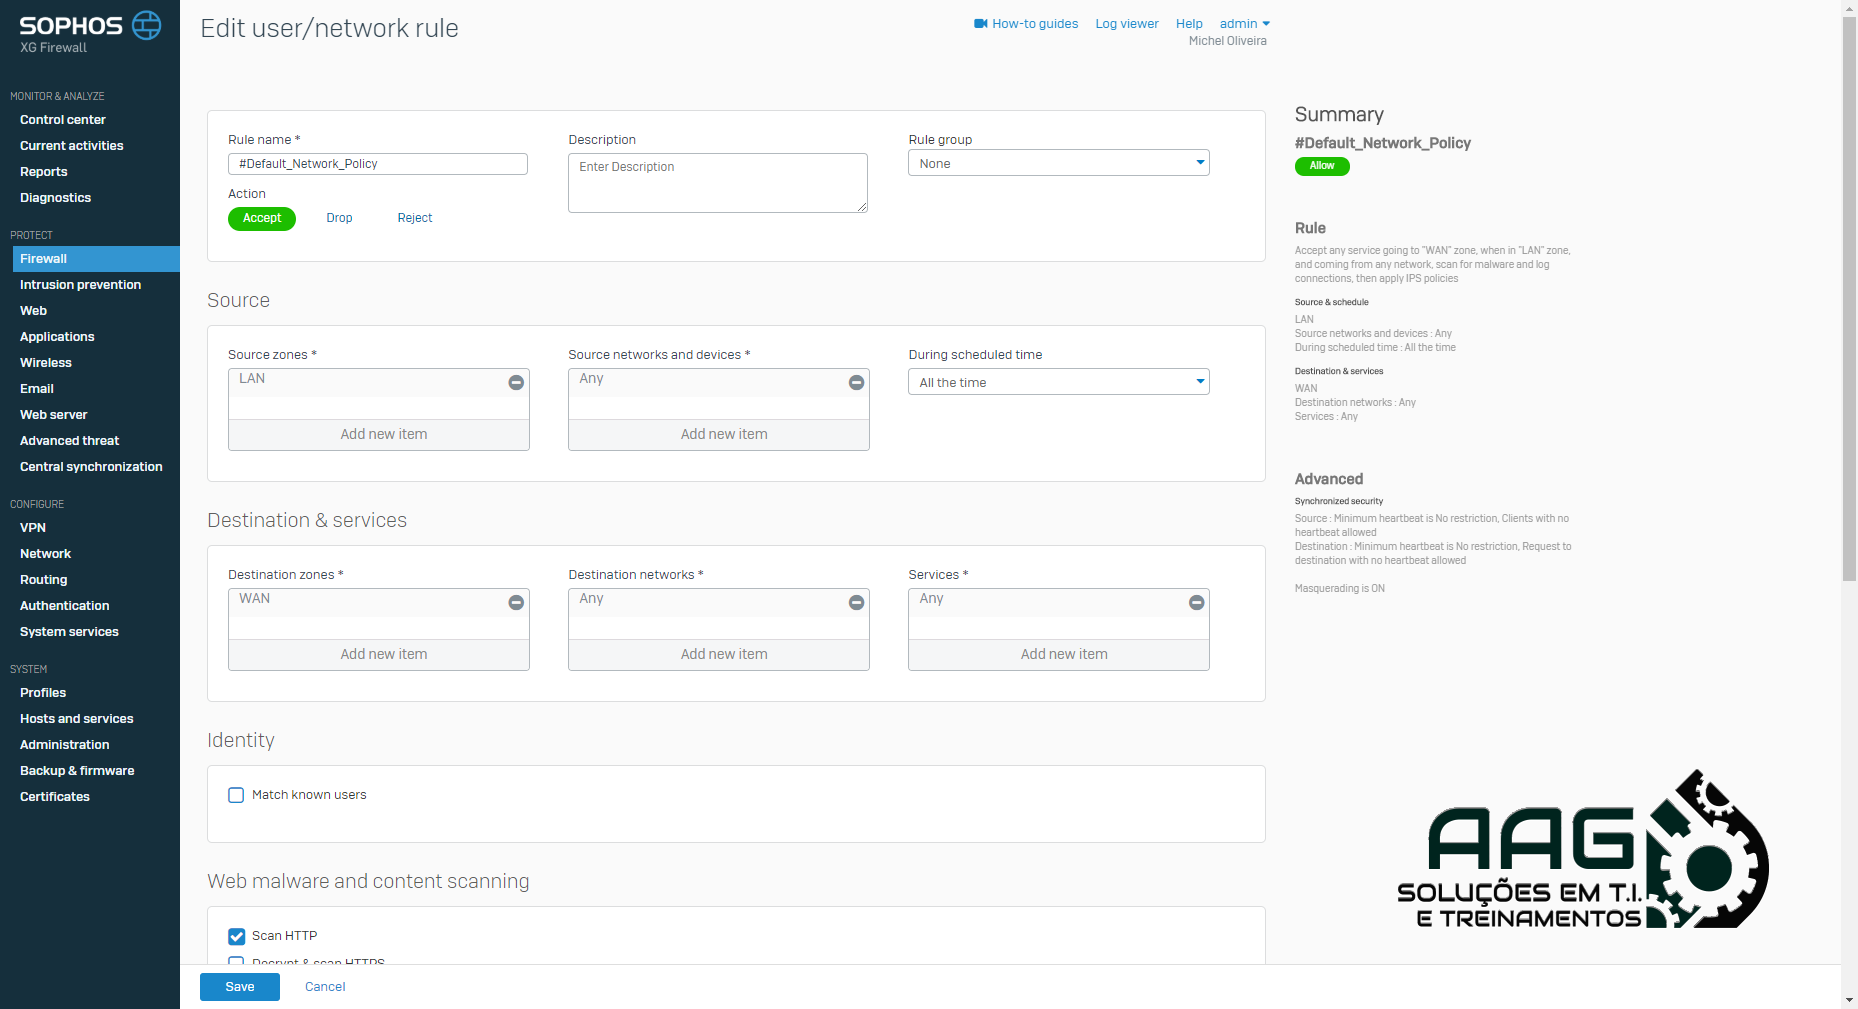 SOPHOS
XG Firewall
MONITOR & ANALYZE
Control center
Current activities
Reports
Diagnostics
PROTECT
Firewall
Intrusion prevention
Web
Applications
Wireless
Email
Web server
Advanced threat
Central synchronization
CONFIGURE
VPN
Network
Routing
Authentication
System services
SYSTEM
Profiles
Hosts and services
Administration
Backup & firmware
Certificates
Edit user/network rule
How-to guides Log viewer Help admin
Michel Oliveira
Rule name * Description Rule group
#Default_Network_Policy Enter Description None
Action
Accept Drop Reject
Source
Source zones * Source networks and devices * During scheduled time
LAN Any All the time
Add new item Add new item
Destination & services
Destination zones * Destination networks * Services *
WAN Any Any
Add new item Add new item Add new item
Identity
Match known users
Web malware and content scanning
Scan HTTP
Decrypt & scan HTTPS
Save Cancel
Summary
#Default_Network_Policy
Allow
Rule
Accept any service going to "WAN" zone, when in "LAN" zone,
and coming from any network, scan for malware and log
connections, then apply IPS policies
Source & schedule
LAN
Source networks and devices : Any
During scheduled time : All the time
Destination & services
WAN
Destination networks : Any
Services : Any
Advanced
Synchronized security
Source : Minimum heartbeat is No restriction, Clients with no
heartbeat allowed
Destination : Minimum heartbeat is No restriction, Request to
destination with no heartbeat allowed
Masquerading is ON
AAG
SOLUÇÕES EM T.I.
E TREINAMENTOS